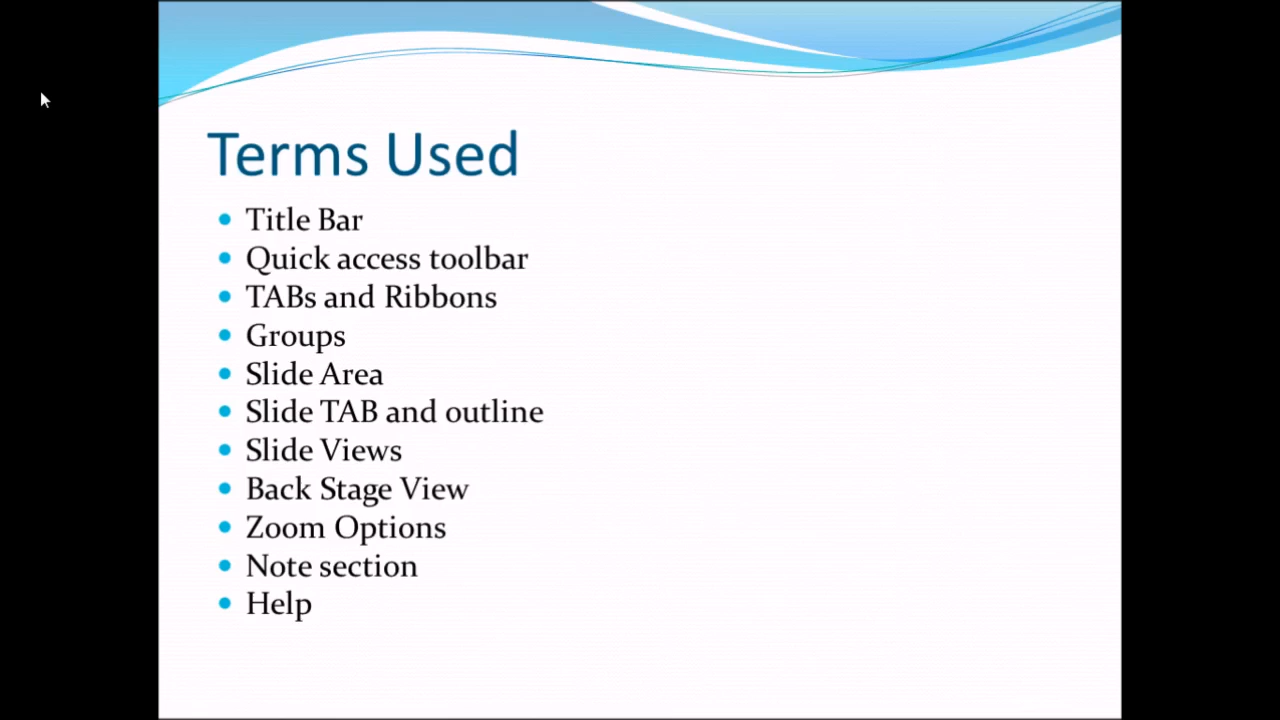 Terms Used
Title Bar
Quick access toolbar
TABs and Ribbons
Groups
Slide Area
Slide TAB and outline
Slide Views
Back Stage View
Zoom Options
Note section
Help